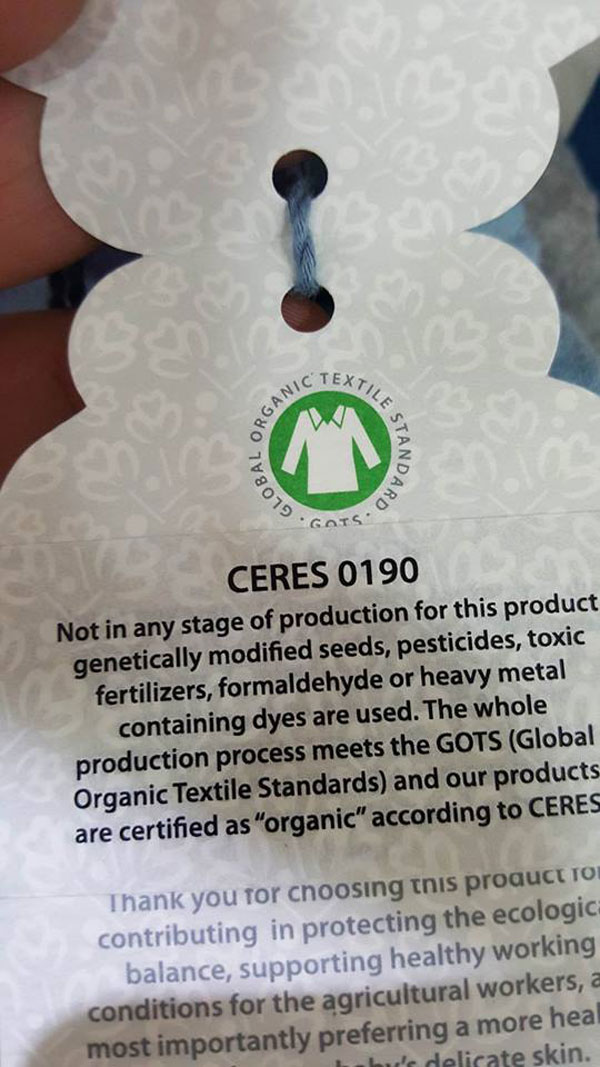 GLOBAL ORGANIC TEXTILE STANDARD · GOTS ·
CERES 0190
Not in any stage of production for this product
genetically modified seeds, pesticides, toxic
fertilizers, formaldehyde or heavy metal
containing dyes are used. The whole
production process meets the GOTS (Global
Organic Textile Standards) and our products
are certified as "organic" according to CERES
Thank you for choosing this product for
contributing in protecting the ecologic
balance, supporting healthy working
conditions for the agricultural workers, a
most importantly preferring a more heal
baby's delicate skin.